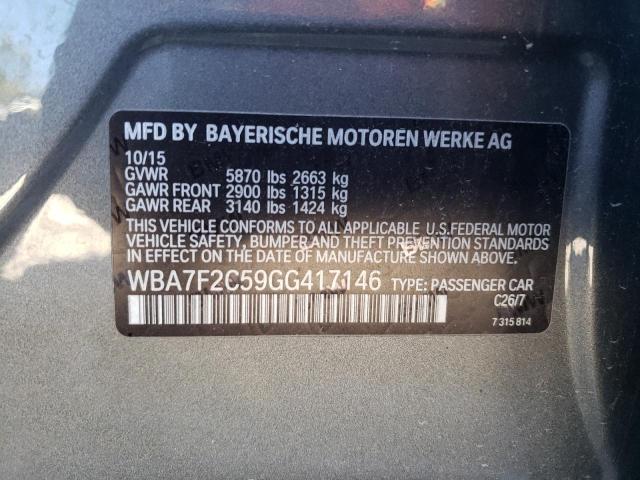 MFD BY BAYERISCHE MOTOREN WERKE AG
10/15
GVWR 5870 lbs 2663 kg
GAWR FRONT 2900 lbs 1315 kg
GAWR REAR 3140 lbs 1424 kg
THIS VEHICLE CONFORMS TO ALL APPLICABLE U.S.FEDERAL MOTOR
VEHICLE SAFETY, BUMPER AND THEFT PREVENTION STANDARDS
IN EFFECT ON THE DATE OF MANUFACTURE SHOWN ABOVE.
WBA7F2C59GG417146 TYPE: PASSENGER CAR
C26/7
7 315 814